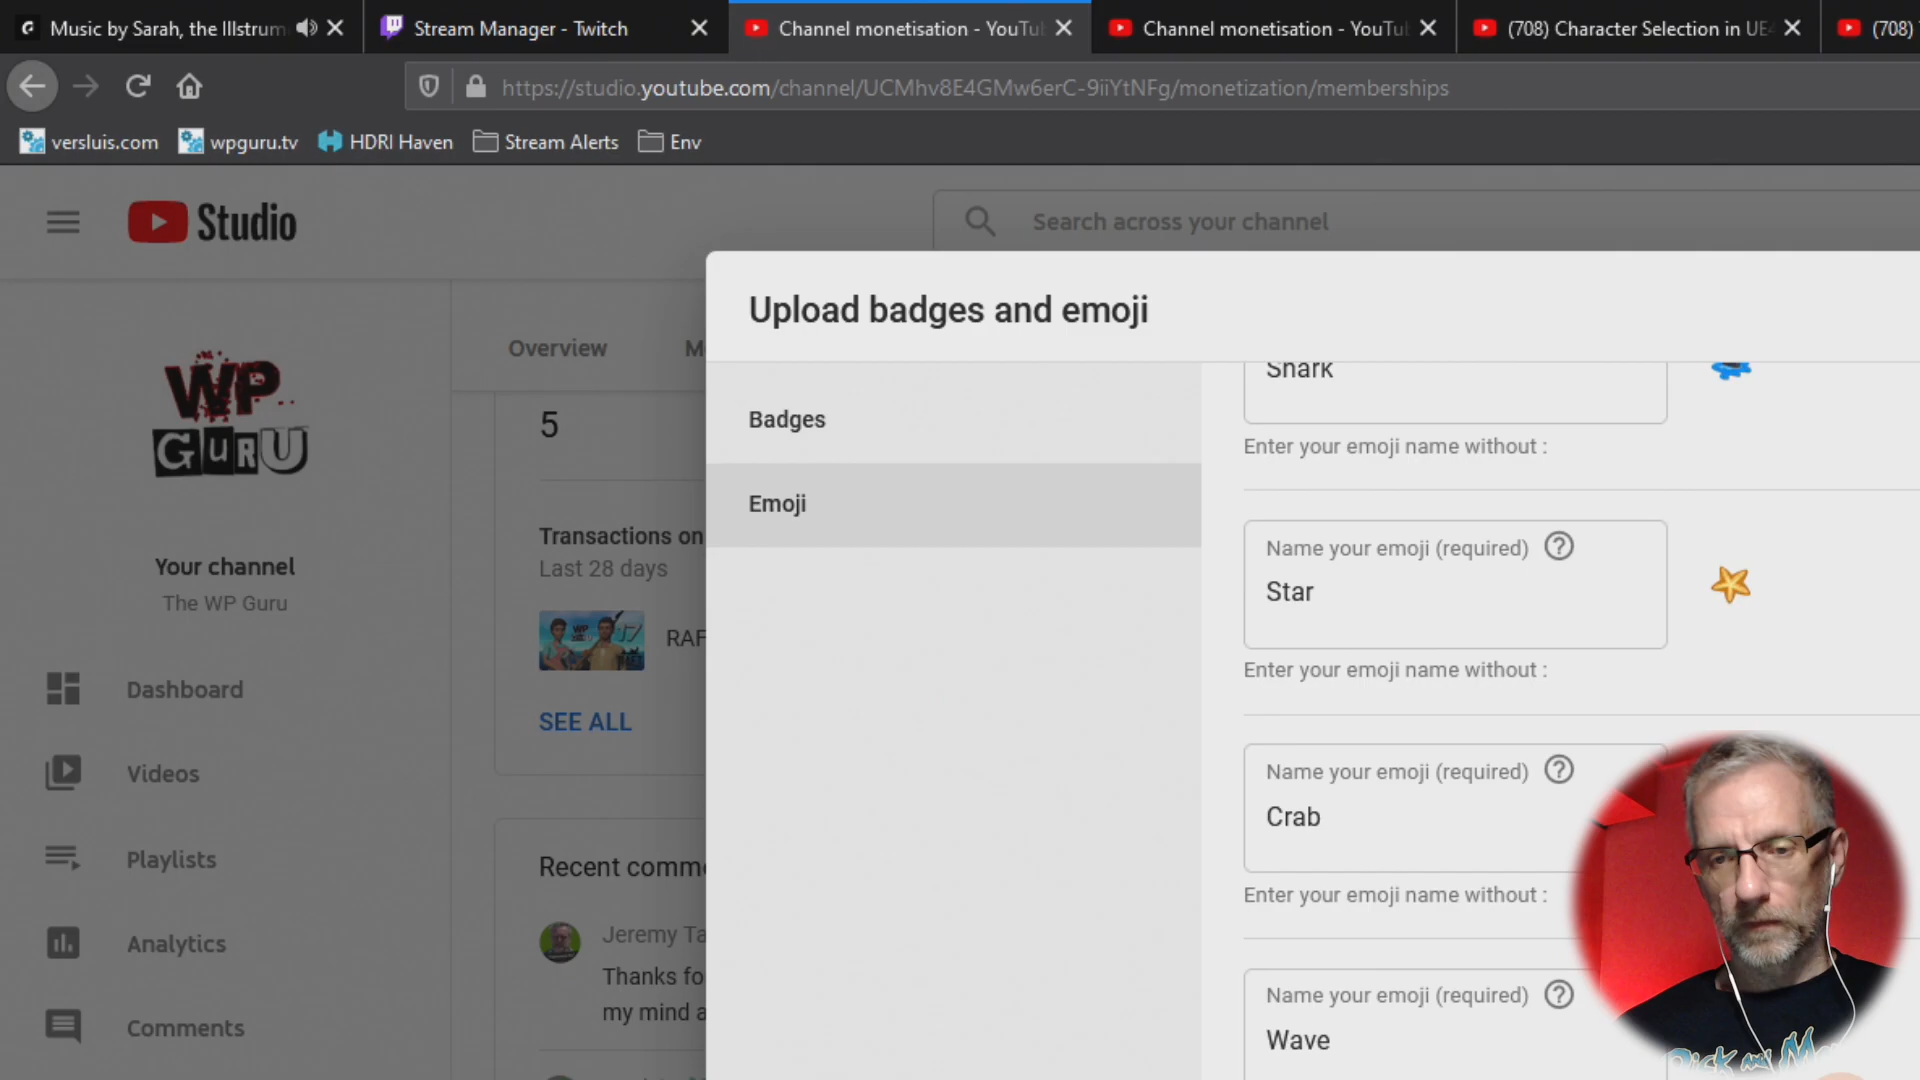 Music by Sarah, the Illstrum
Stream Manager - Twitch
Channel monetisation - YouTu
Channel monetisation - YouTu
(708) Character Selection in UE4
(708)
https://studio.youtube.com/channel/UCMhv8E4GMw6erC-9iiYtNFg/monetization/memberships
versluis.com
wpguru.tv
HDRI Haven
Stream Alerts
Env
Studio
Search across your channel
Upload badges and emoji
WP
GURU
Your channel
The WP Guru
Dashboard
Videos
Playlists
Analytics
Comments
Overview
M
5
Transactions on
Last 28 days
WP
17
RAF
SEE ALL
Recent comm
Jeremy Ta
Thanks fo
my mind a
Badges
Emoji
Shark
Enter your emoji name without :
Name your emoji (required)
Star
Enter your emoji name without :
Name your emoji (required)
Crab
Enter your emoji name without :
Name your emoji (required)
Wave